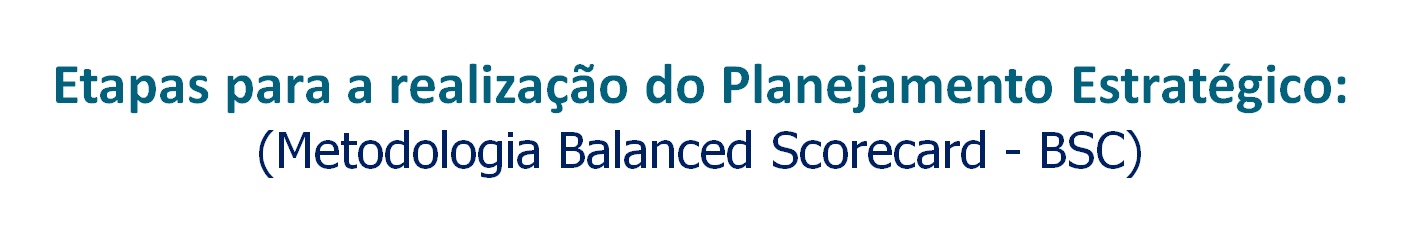 Etapas para a realização do Planejamento Estratégico:
(Metodologia Balanced Scorecard - BSC)